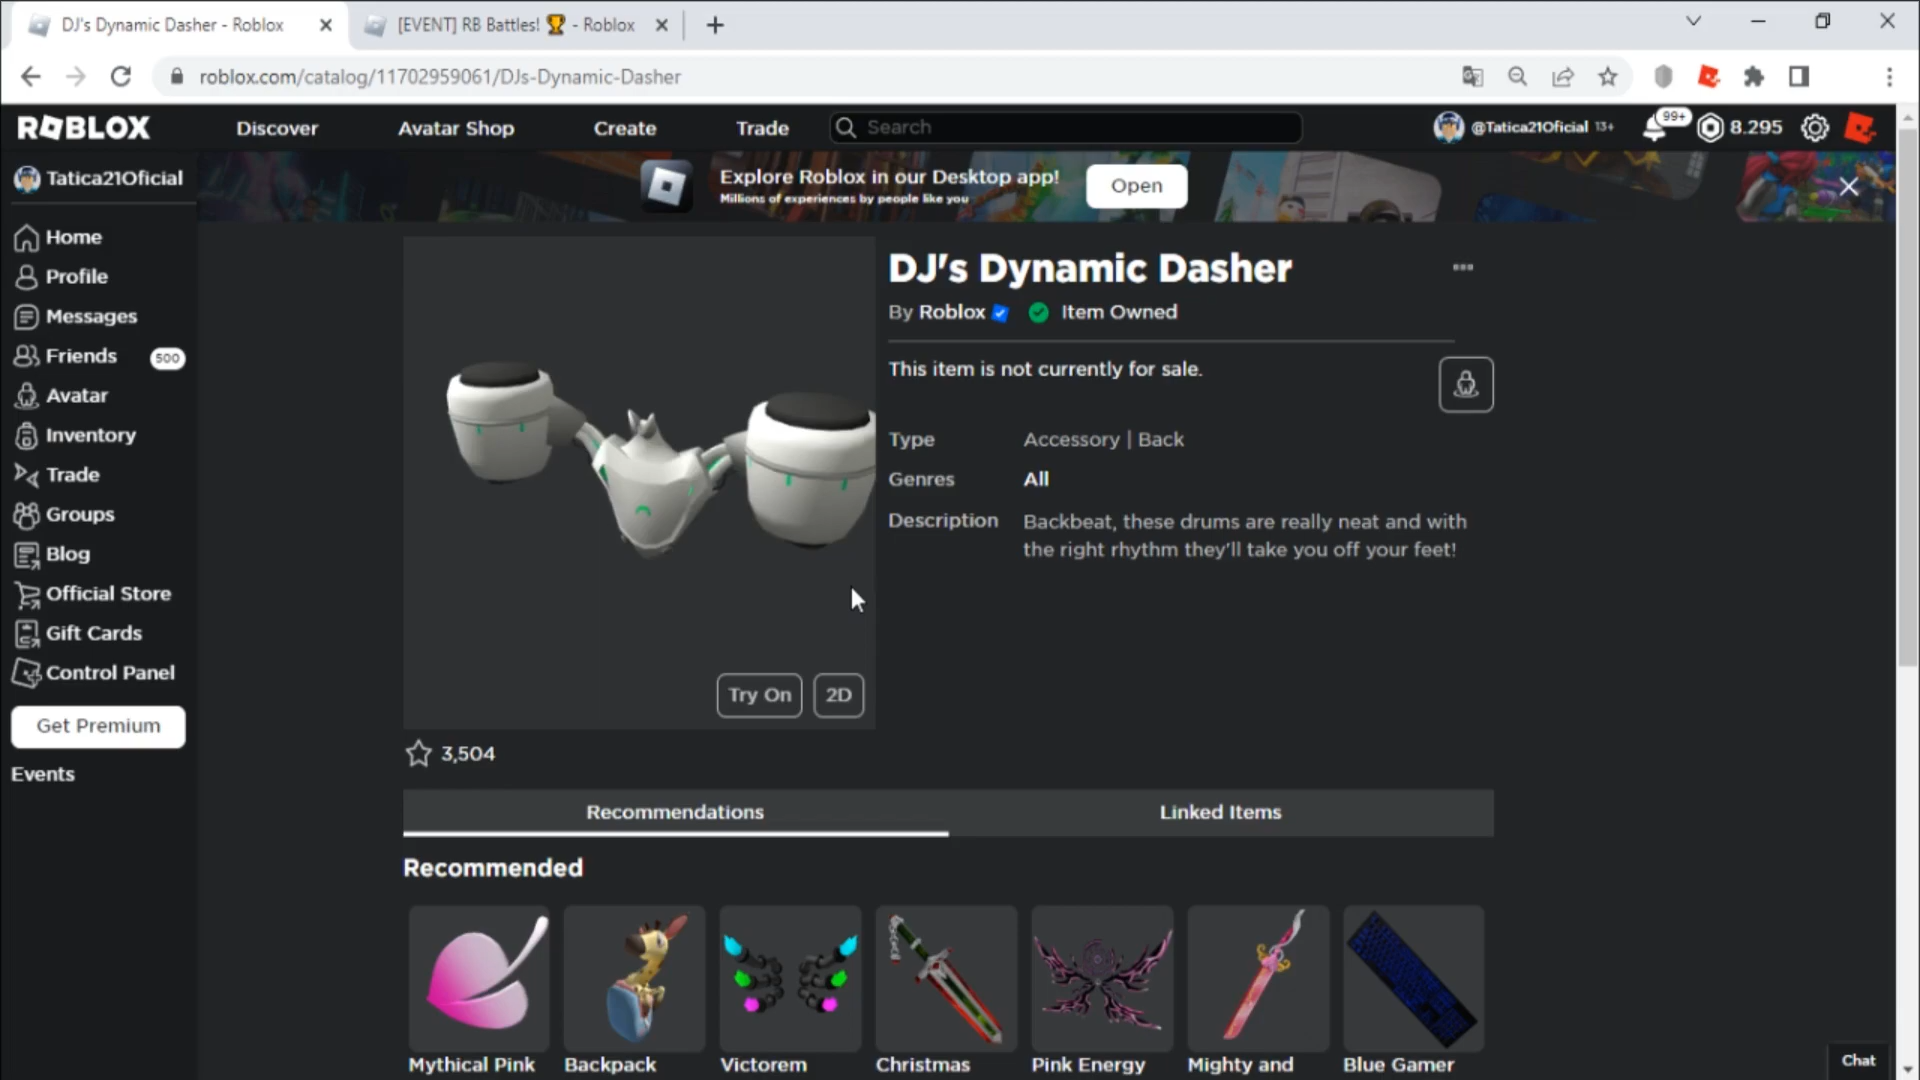 DJ's Dynamic Dasher - Roblox
[EVENT] RB Battles! 🏆 - Roblox
roblox.com/catalog/11702959061/DJs-Dynamic-Dasher
ROBLOX
Discover
Avatar Shop
Create
Trade
Search
@Tatica21Oficial 13+
99+
8.295
Tatica21Oficial
Explore Roblox in our Desktop app!
Millions of experiences by people like you
Open
Home
Profile
Messages
Friends 500
Avatar
Inventory
Trade
Groups
Blog
Official Store
Gift Cards
Control Panel
Get Premium
Events
DJ's Dynamic Dasher
By Roblox Item Owned
This item is not currently for sale.
Type Accessory | Back
Genres All
Description Backbeat, these drums are really neat and with
the right rhythm they'll take you off your feet!
Try On
2D
3,504
Recommendations
Linked Items
Recommended
Mythical Pink
Backpack
Victorem
Christmas
Pink Energy
Mighty and
Blue Gamer
Chat